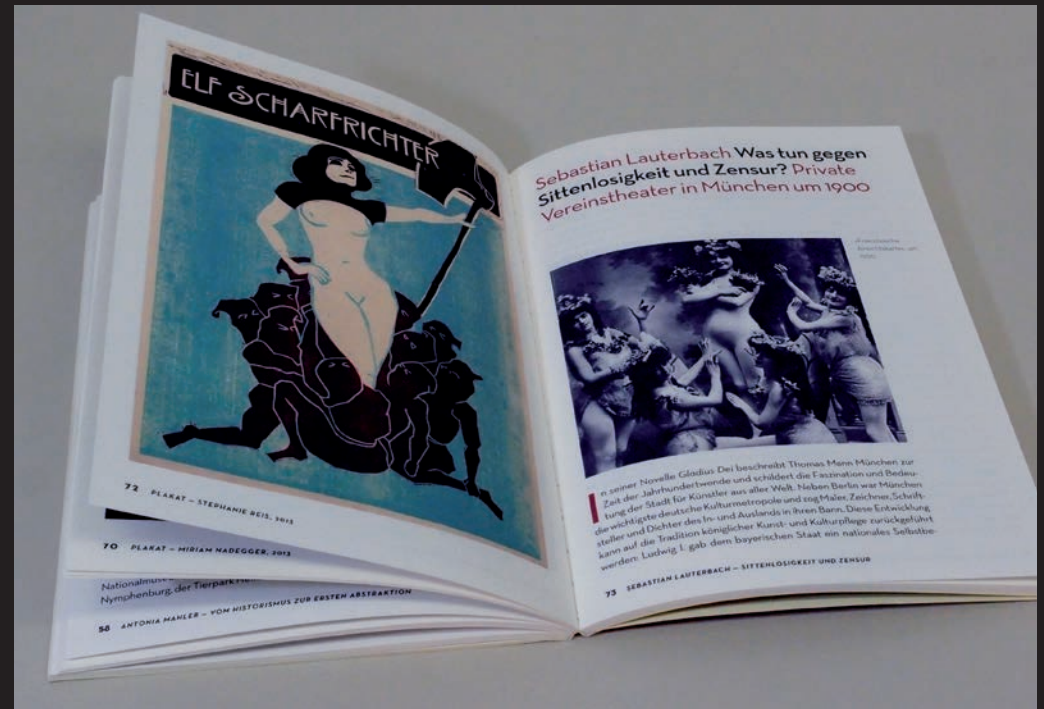 ELF SCHARFRICHTER
72 PLAKAT – STEPHANIE REIS, 2013
70 PLAKAT – MIRIAM NADEGGER, 2013
Nymphenburg, der Tierpark
58 ANTONIA MAHLER – VOM HISTORISMUS ZUR ERSTEN ABSTRAKTION
Sebastian Lauterbach Was tun gegen
Sittenlosigkeit und Zensur? Private
Vereinstheater in München um 1900
In seiner Novelle Gladius Dei beschreibt Thomas Mann München zur
Zeit der Jahrhundertwende und schildert die Faszination und Bedeu-
tung der Stadt für Künstler aus aller Welt. Neben Berlin war München
die wichtigste deutsche Kulturmetropole und zog Maler, Zeichner, Schrift-
steller und Dichter des In- und Auslands in ihren Bann. Diese Entwicklung
kann auf die Tradition königlicher Kunst- und Kulturpflege zurückgeführt
werden: Ludwig I. gab dem bayerischen Staat ein nationales Selbstbe-
73 SEBASTIAN LAUTERBACH – SITTENLOSIGKEIT UND ZENSUR